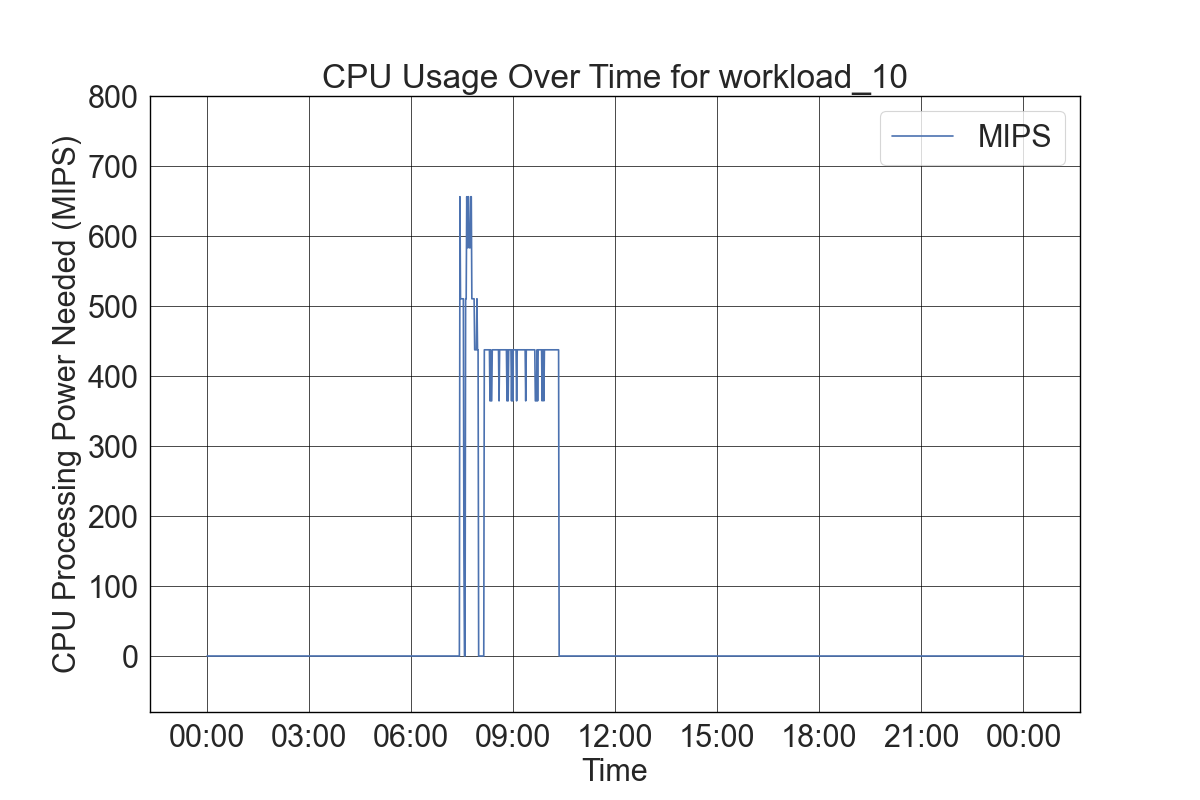 CPU Usage Over Time for workload_10
MIPS
CPU Processing Power Needed (MIPS)
800
700
600
500
400
300
200
100
0
00:00 03:00 06:00 09:00 12:00 15:00 18:00 21:00 00:00
Time